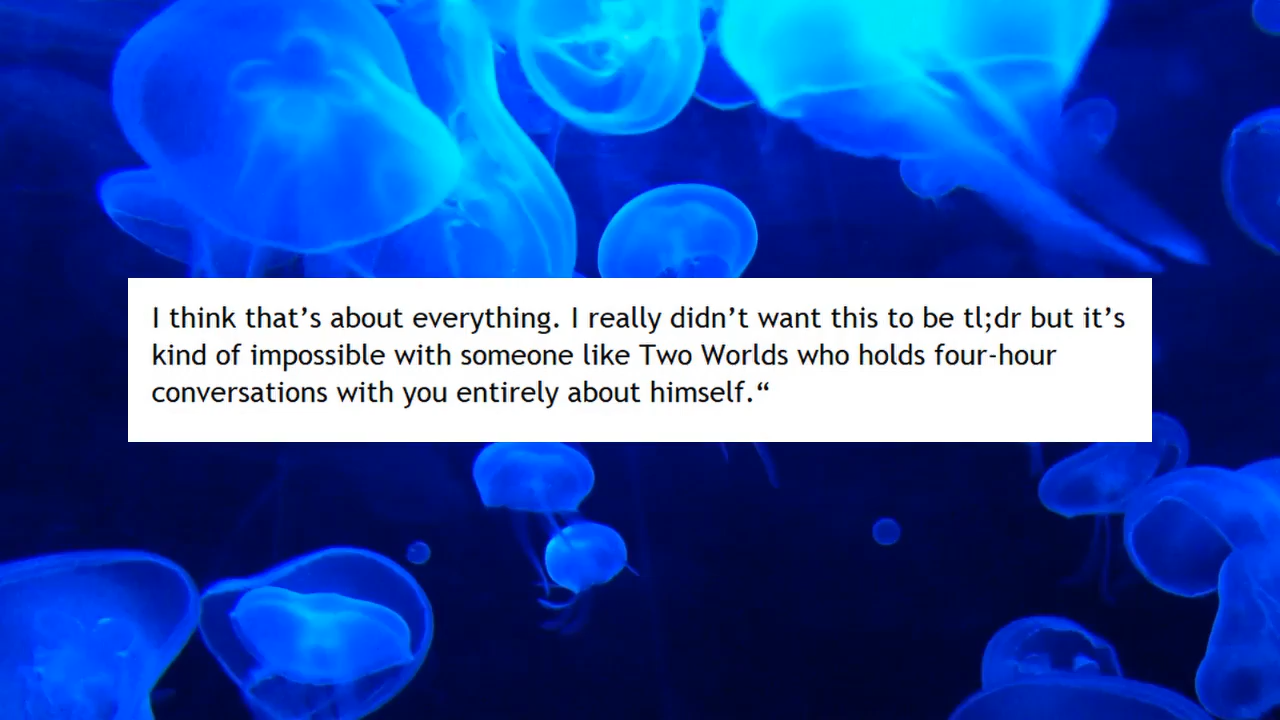 I think that’s about everything. I really didn’t want this to be tl;dr but it’s
kind of impossible with someone like Two Worlds who holds four-hour
conversations with you entirely about himself.“